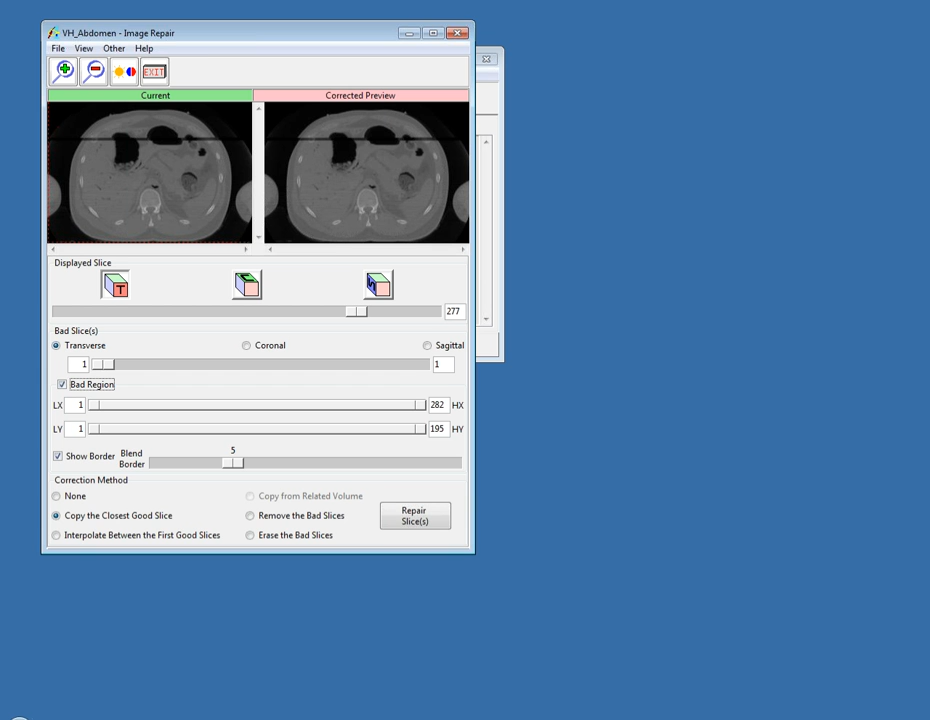 VH_Abdomen - Image Repair
File View Other Help
EXIT
Current Corrected Preview
Displayed Slice
T
277
Bad Slice(s)
Transverse Coronal Sagittal
1 1
Bad Region
LX 1 282 HX
LY 1 195 HY
5
Show Border Blend Border
Correction Method
None Copy from Related Volume
Copy the Closest Good Slice Remove the Bad Slices
Interpolate Between the First Good Slices Erase the Bad Slices
Repair
Slice(s)